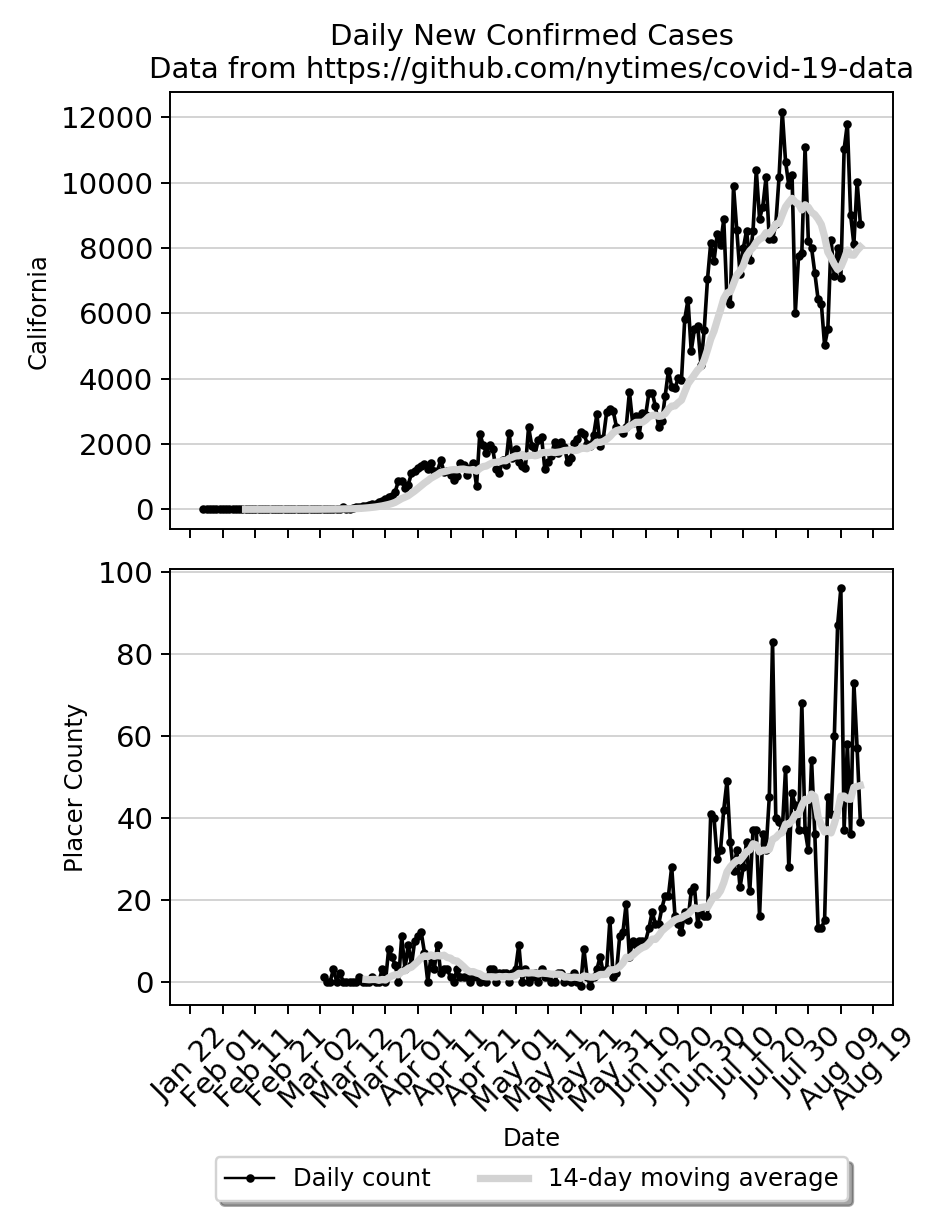 Daily New Confirmed Cases
Data from https://github.com/nytimes/covid-19-data
12000
10000
8000
6000
4000
2000
0
California
100
80
60
40
20
0
Placer County
Jan 22
Feb 01
Feb 11
Feb 21
Mar 02
Mar 12
Mar 22
Apr 01
Apr 11
Apr 21
May 01
May 11
May 21
May 31
Jun 10
Jun 20
Jun 30
Jul 10
Jul 20
Jul 30
Aug 09
Aug 19
Date
Daily count
14-day moving average